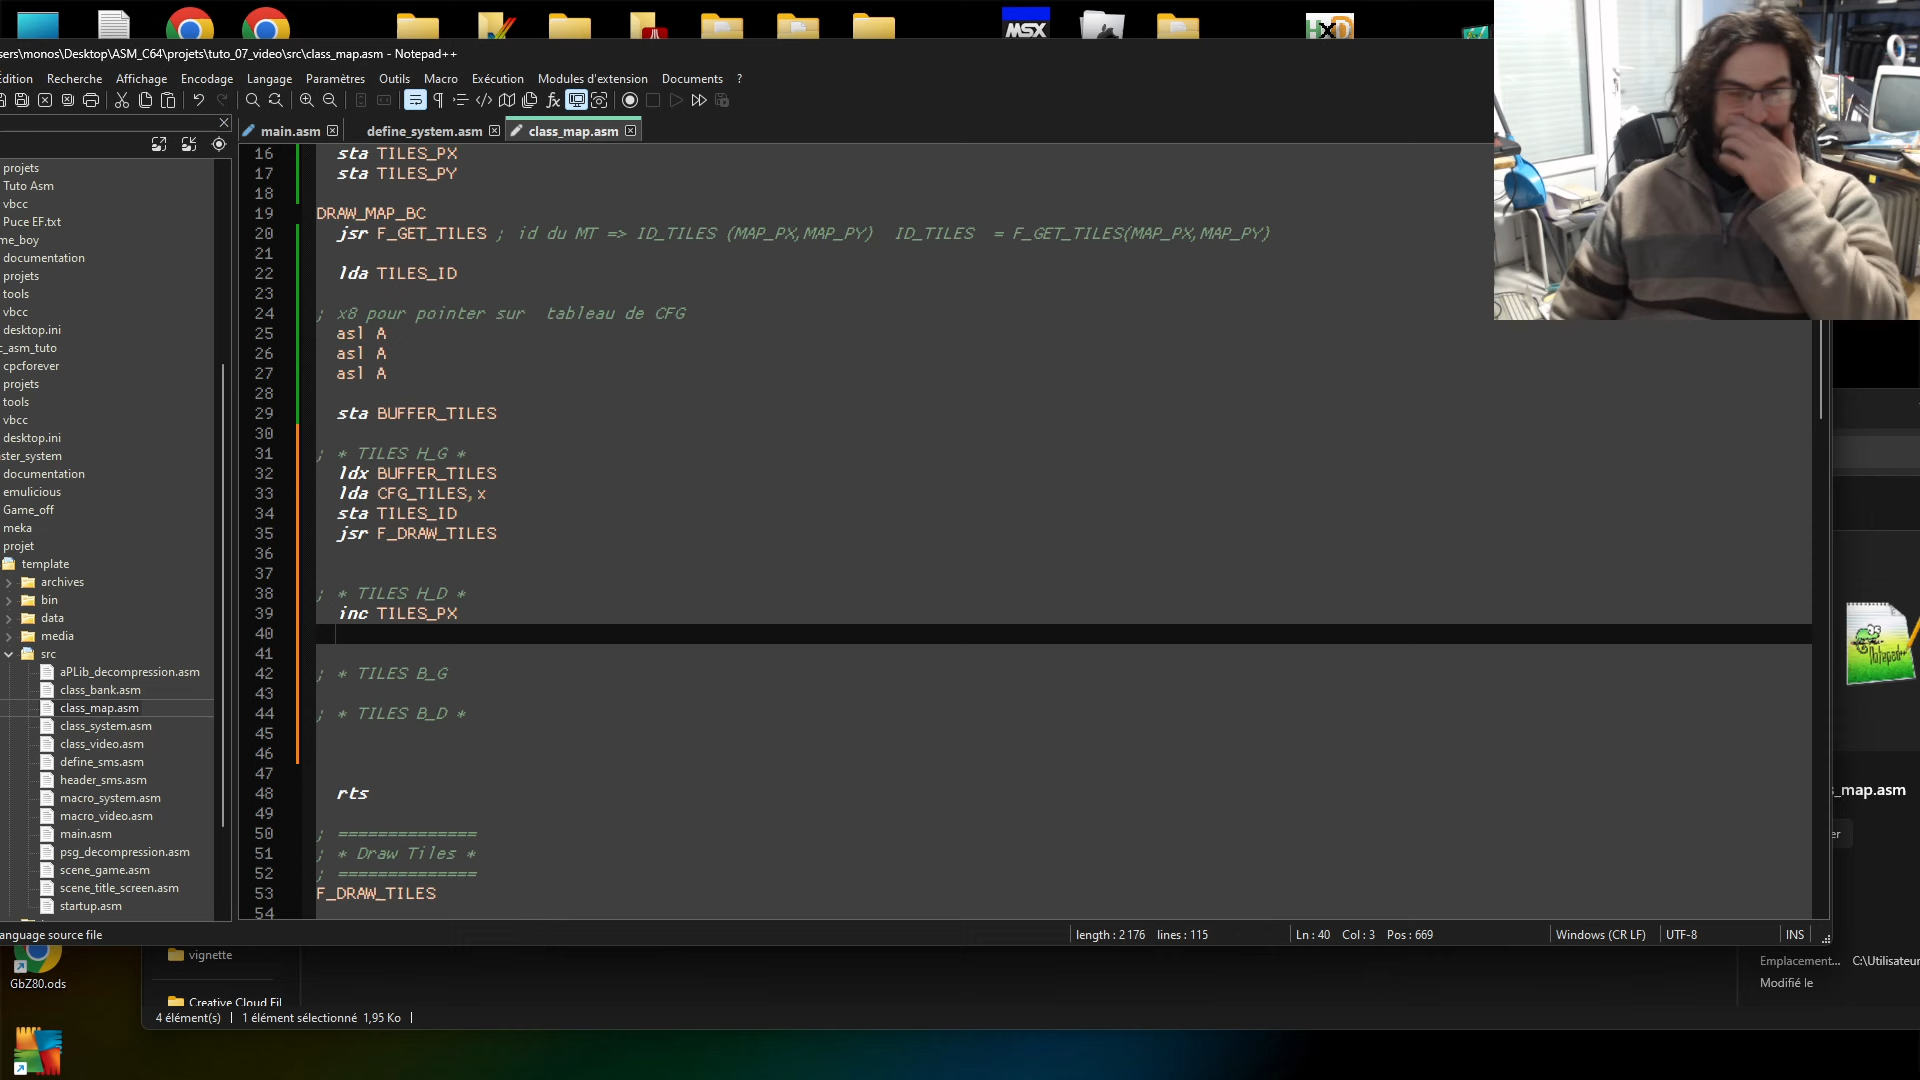 MSX
HxD
sers\monos\Desktop\ASM_C64\projets\tuto_07_video\src\class_map.asm - Notepad++
Édition Recherche Affichage Encodage Langage Paramètres Outils Macro Exécution Modules d'extension Documents ?
main.asm define_system.asm class_map.asm
projets
Tuto Asm
vbcc
Puce EF.txt
me_boy
documentation
projets
tools
vbcc
desktop.ini
c_asm_tuto
cpcforever
projets
tools
vbcc
desktop.ini
ster_system
documentation
emulicious
Game_off
meka
projet
template
archives
bin
data
media
src
aPLib_decompression.asm
class_bank.asm
class_map.asm
class_system.asm
class_video.asm
define_sms.asm
header_sms.asm
macro_system.asm
macro_video.asm
main.asm
psg_decompression.asm
scene_game.asm
scene_title_screen.asm
startup.asm
16 sta TILES_PX
17 sta TILES_PY
18
19 DRAW_MAP_BC
20 jsr F_GET_TILES ; id du MT => ID_TILES (MAP_PX,MAP_PY) ID_TILES = F_GET_TILES(MAP_PX,MAP_PY)
21
22 lda TILES_ID
23
24 ; x8 pour pointer sur tableau de CFG
25 asl A
26 asl A
27 asl A
28
29 sta BUFFER_TILES
30
31 ; * TILES H_G *
32 ldx BUFFER_TILES
33 lda CFG_TILES,x
34 sta TILES_ID
35 jsr F_DRAW_TILES
36
37
38 ; * TILES H_D *
39 inc TILES_PX
40
41
42 ; * TILES B_G
43
44 ; * TILES B_D *
45
46
47
48 rts
49
50 ; ==============
51 ; * Draw Tiles *
52 ; ==============
53 F_DRAW_TILES
54
anguage source file length : 2 176 lines : 115 Ln : 40 Col : 3 Pos : 669 Windows (CR LF) UTF-8 INS
Notepad++
s_map.asm
er
GbZ80.ods
vignette
Creative Cloud Fil
4 élément(s) 1 élément sélectionné 1,95 Ko
Emplacement... C:\Utilisateur
Modifié le